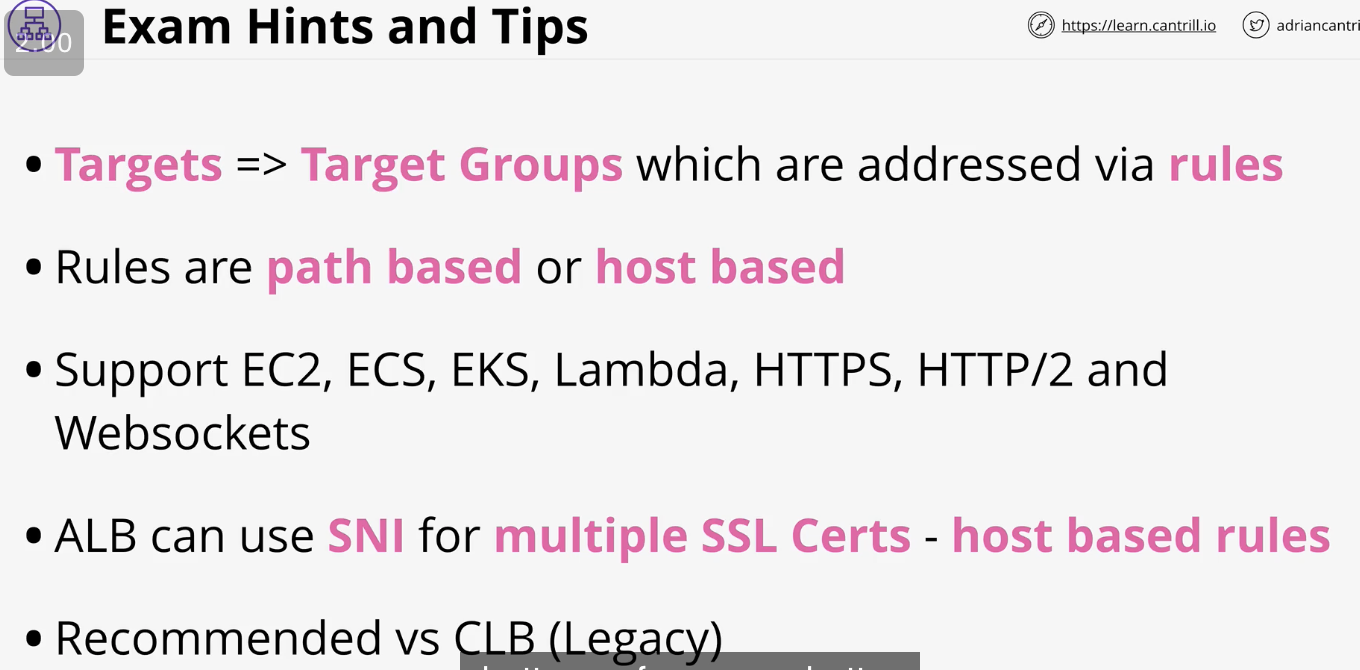 Exam Hints and Tips
https://learn.cantrill.io
adriancantri
2.00
• Targets => Target Groups which are addressed via rules
• Rules are path based or host based
• Support EC2, ECS, EKS, Lambda, HTTPS, HTTP/2 and
Websockets
• ALB can use SNI for multiple SSL Certs - host based rules
• Recommended vs CLB (Legacy)